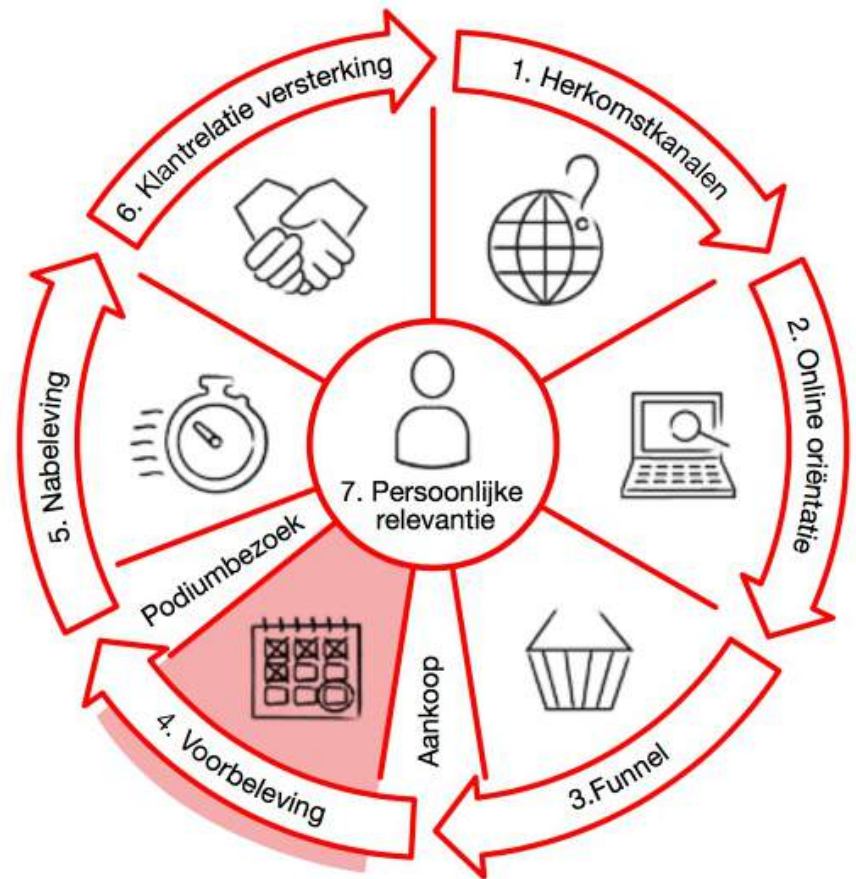 1. Herkomstkanalen
2. Online oriëntatie
3.Funnel
Aankoop
4. Voorbeleving
Podiumbezoek
5. Nabeleving
6. Klantrelatie versterking
7. Persoonlijke
relevantie